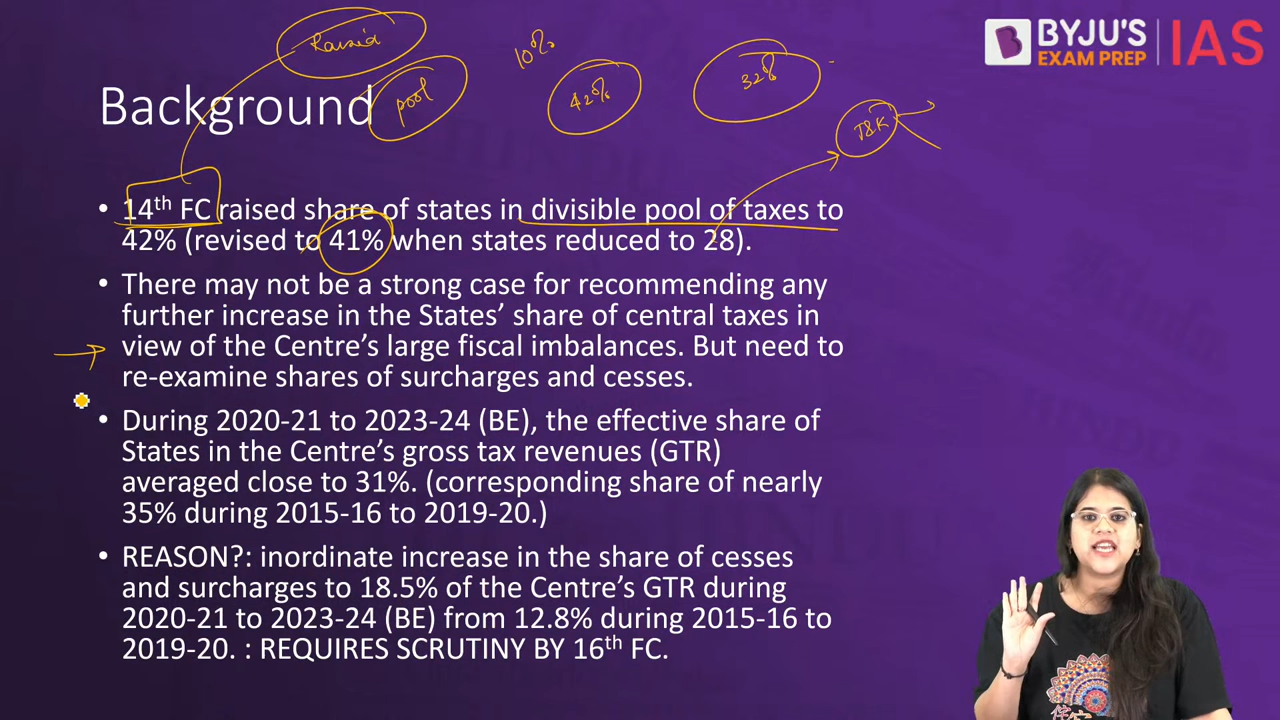 Raised
10%
32%
BYJU'S
EXAM PREP
IAS
pool
42%
Background
J&K
• 14th FC raised share of states in divisible pool of taxes to
42% (revised to 41% when states reduced to 28).
• There may not be a strong case for recommending any
further increase in the States’ share of central taxes in
view of the Centre’s large fiscal imbalances. But need to
re-examine shares of surcharges and cesses.
• During 2020-21 to 2023-24 (BE), the effective share of
States in the Centre’s gross tax revenues (GTR)
averaged close to 31%. (corresponding share of nearly
35% during 2015-16 to 2019-20.)
• REASON?: inordinate increase in the share of cesses
and surcharges to 18.5% of the Centre’s GTR during
2020-21 to 2023-24 (BE) from 12.8% during 2015-16 to
2019-20. : REQUIRES SCRUTINY BY 16th FC.